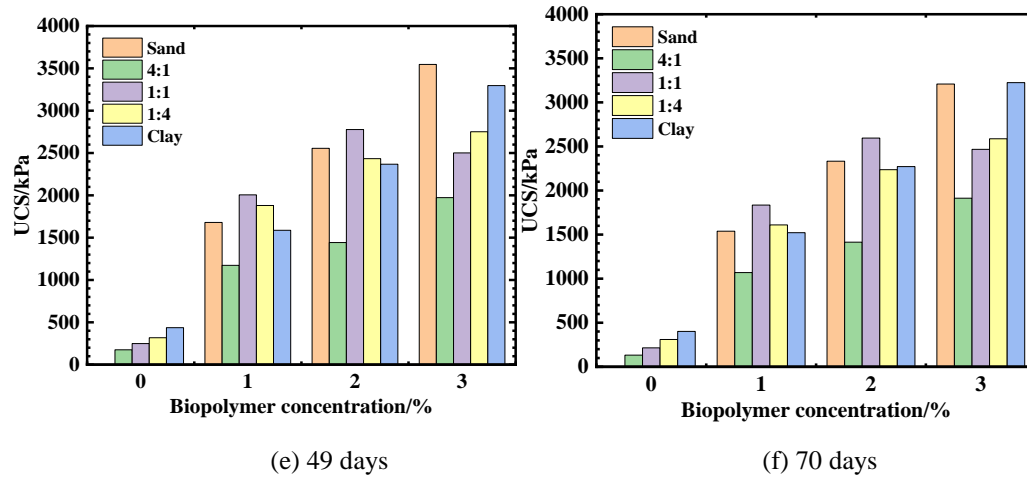 4000
3500
3000
2500
2000
1500
1000
500
0
UCS/kPa
Sand
4:1
1:1
1:4
Clay
0 1 2 3
Biopolymer concentration/%
(e) 49 days
4000
3500
3000
2500
2000
1500
1000
500
0
UCS/kPa
Sand
4:1
1:1
1:4
Clay
0 1 2 3
Biopolymer concentration/%
(f) 70 days